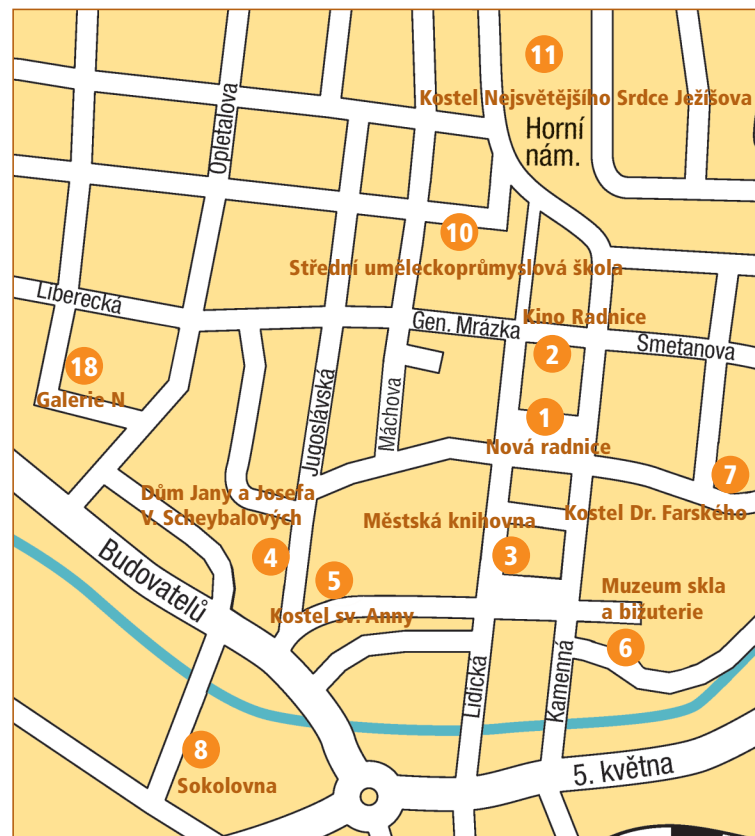 11
Kostel Nejsvětějšího Srdce Ježíšova
Horní
nám.
Opletalova
10
Střední uměleckoprůmyslová škola
Liberecká
Gen. Mrázka
Kino Radnice
2
Smetanova
18
Galerie N
Jugoslávská
Máchova
1
Nová radnice
7
Kostel Dr. Farského
Dům Jany a Josefa
V. Scheybalových
4
Městská knihovna
3
5
Kostel sv. Anny
Budovatelů
Muzeum skla
a bižuterie
6
Lidická
Kamenná
8
Sokolovna
5. května